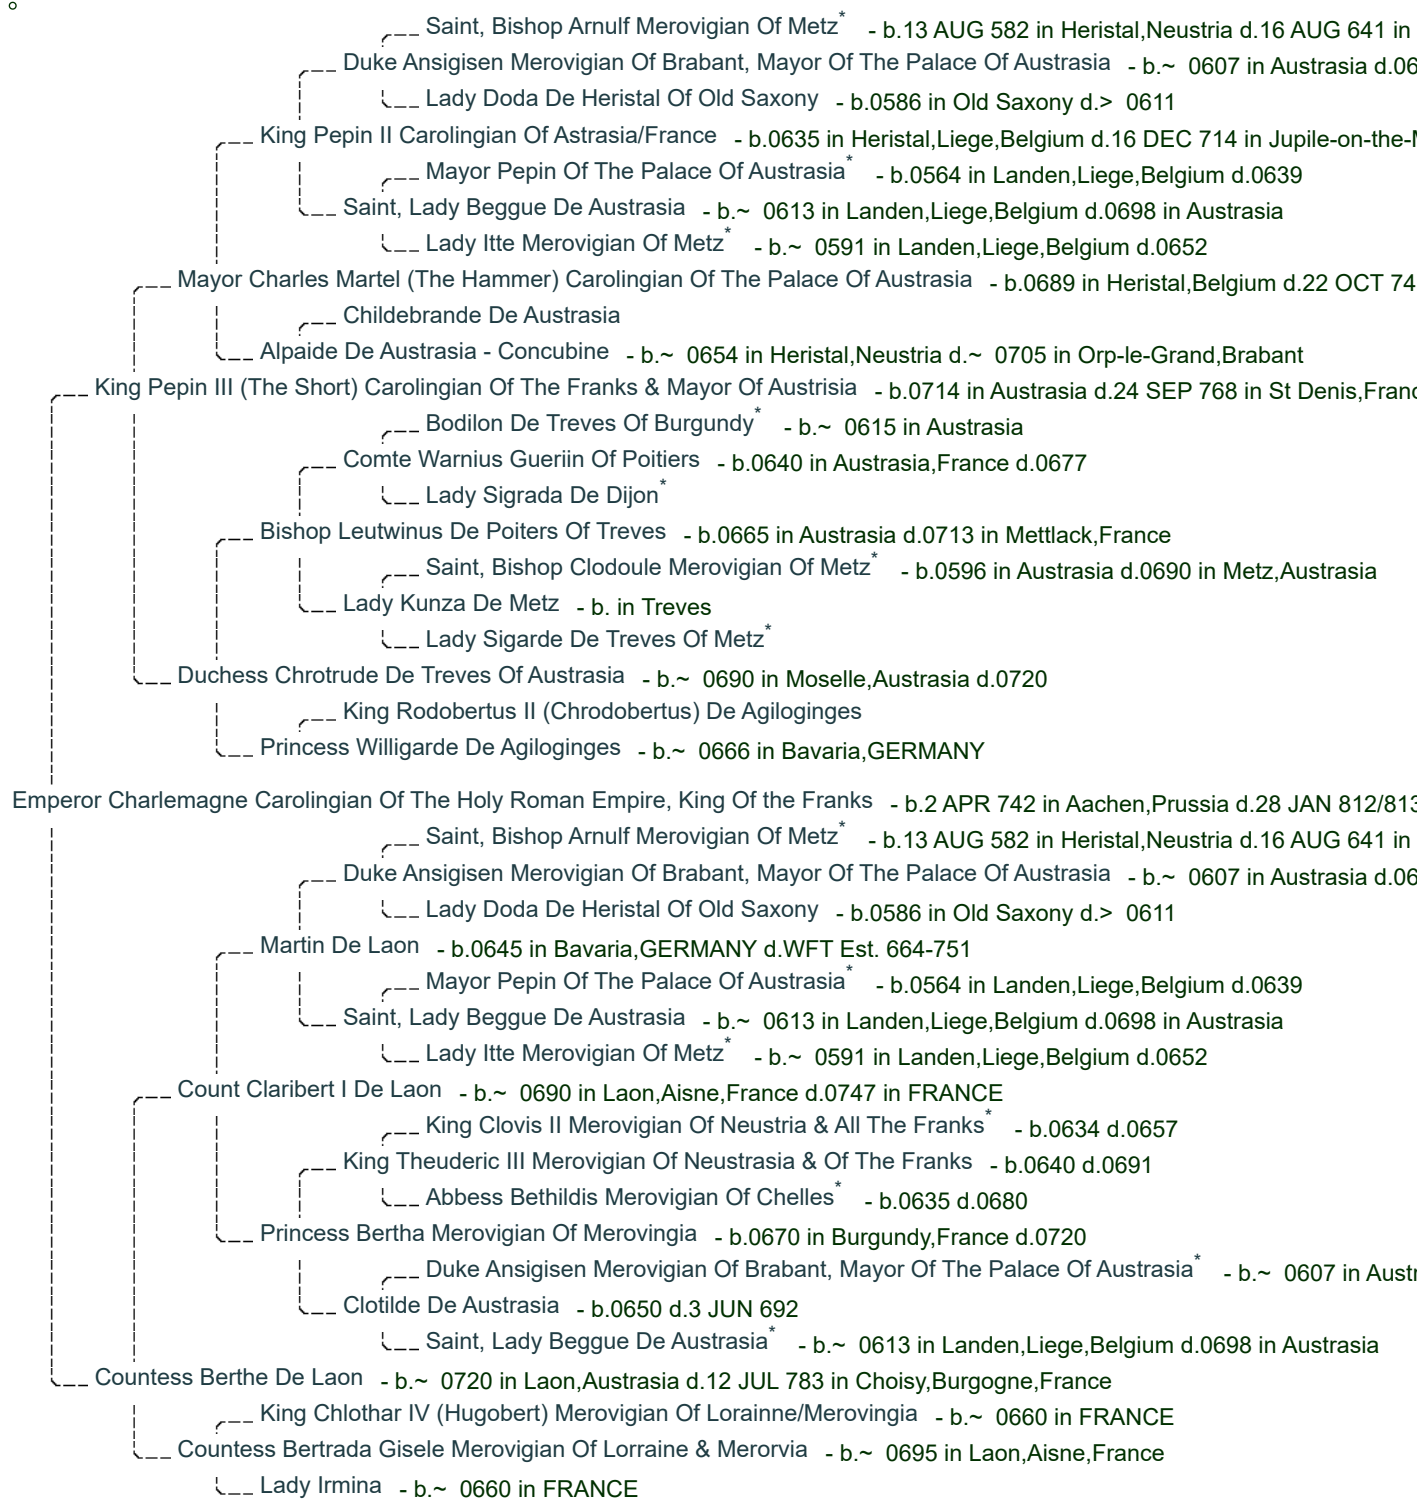 Saint, Bishop Arnulf Merovigian Of Metz* - b.13 AUG 582 in Heristal,Neustria d.16 AUG 641 in
Duke Ansigisen Merovigian Of Brabant, Mayor Of The Palace Of Austrasia - b.~ 0607 in Austrasia d.06
Lady Doda De Heristal Of Old Saxony - b.0586 in Old Saxony d.> 0611
King Pepin II Carolingian Of Astrasia/France - b.0635 in Heristal,Liege,Belgium d.16 DEC 714 in Jupile-on-the-M
Mayor Pepin Of The Palace Of Austrasia* - b.0564 in Landen,Liege,Belgium d.0639
Saint, Lady Beggue De Austrasia - b.~ 0613 in Landen,Liege,Belgium d.0698 in Austrasia
Lady Itte Merovigian Of Metz* - b.~ 0591 in Landen,Liege,Belgium d.0652
Mayor Charles Martel (The Hammer) Carolingian Of The Palace Of Austrasia - b.0689 in Heristal,Belgium d.22 OCT 74
Childebrande De Austrasia
Alpaide De Austrasia - Concubine - b.~ 0654 in Heristal,Neustria d.~ 0705 in Orp-le-Grand,Brabant
King Pepin III (The Short) Carolingian Of The Franks & Mayor Of Austrisia - b.0714 in Austrasia d.24 SEP 768 in St Denis,Franc
Bodilon De Treves Of Burgundy* - b.~ 0615 in Austrasia
Comte Warnius Gueriin Of Poitiers - b.0640 in Austrasia,France d.0677
Lady Sigrada De Dijon*
Bishop Leutwinus De Poiters Of Treves - b.0665 in Austrasia d.0713 in Mettlack,France
Saint, Bishop Clodoule Merovigian Of Metz* - b.0596 in Austrasia d.0690 in Metz,Austrasia
Lady Kunza De Metz - b. in Treves
Lady Sigarde De Treves Of Metz*
Duchess Chrotrude De Treves Of Austrasia - b.~ 0690 in Moselle,Austrasia d.0720
King Rodobertus II (Chrodobertus) De Agiloginges
Princess Willigarde De Agiloginges - b.~ 0666 in Bavaria,GERMANY
Emperor Charlemagne Carolingian Of The Holy Roman Empire, King Of the Franks - b.2 APR 742 in Aachen,Prussia d.28 JAN 812/813
Saint, Bishop Arnulf Merovigian Of Metz* - b.13 AUG 582 in Heristal,Neustria d.16 AUG 641 in
Duke Ansigisen Merovigian Of Brabant, Mayor Of The Palace Of Austrasia - b.~ 0607 in Austrasia d.06
Lady Doda De Heristal Of Old Saxony - b.0586 in Old Saxony d.> 0611
Martin De Laon - b.0645 in Bavaria,GERMANY d.WFT Est. 664-751
Mayor Pepin Of The Palace Of Austrasia* - b.0564 in Landen,Liege,Belgium d.0639
Saint, Lady Beggue De Austrasia - b.~ 0613 in Landen,Liege,Belgium d.0698 in Austrasia
Lady Itte Merovigian Of Metz* - b.~ 0591 in Landen,Liege,Belgium d.0652
Count Claribert I De Laon - b.~ 0690 in Laon,Aisne,France d.0747 in FRANCE
King Clovis II Merovigian Of Neustria & All The Franks* - b.0634 d.0657
King Theuderic III Merovigian Of Neustrasia & Of The Franks - b.0640 d.0691
Abbess Bethildis Merovigian Of Chelles* - b.0635 d.0680
Princess Bertha Merovigian Of Merovingia - b.0670 in Burgundy,France d.0720
Duke Ansigisen Merovigian Of Brabant, Mayor Of The Palace Of Austrasia* - b.~ 0607 in Austr
Clotilde De Austrasia - b.0650 d.3 JUN 692
Saint, Lady Beggue De Austrasia* - b.~ 0613 in Landen,Liege,Belgium d.0698 in Austrasia
Countess Berthe De Laon - b.~ 0720 in Laon,Austrasia d.12 JUL 783 in Choisy,Burgogne,France
King Chlothar IV (Hugobert) Merovigian Of Lorainne/Merovingia - b.~ 0660 in FRANCE
Countess Bertrada Gisele Merovigian Of Lorraine & Merorvia - b.~ 0695 in Laon,Aisne,France
Lady Irmina - b.~ 0660 in FRANCE